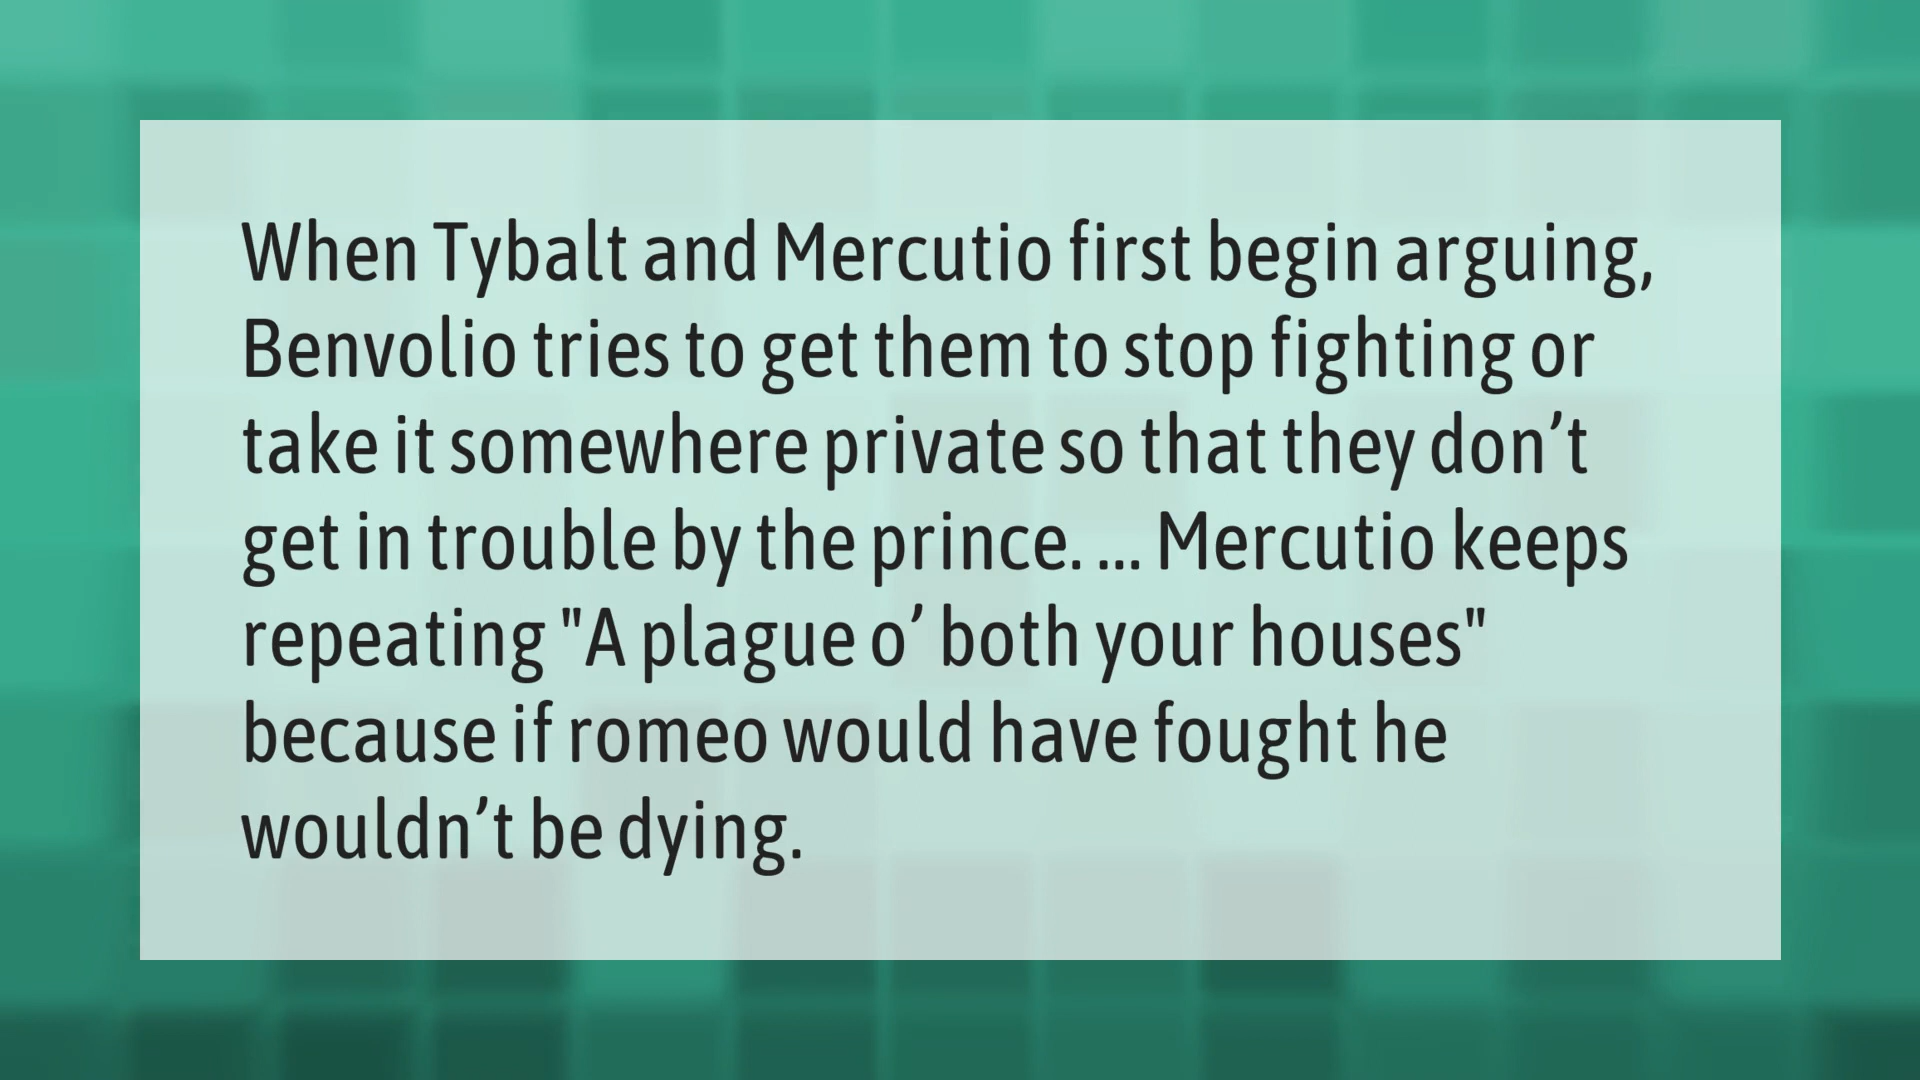 When Tybalt and Mercutio first begin arguing,
Benvolio tries to get them to stop fighting or
take it somewhere private so that they don’t
get in trouble by the prince. ... Mercutio keeps
repeating "A plague o’ both your houses"
because if romeo would have fought he
wouldn’t be dying.